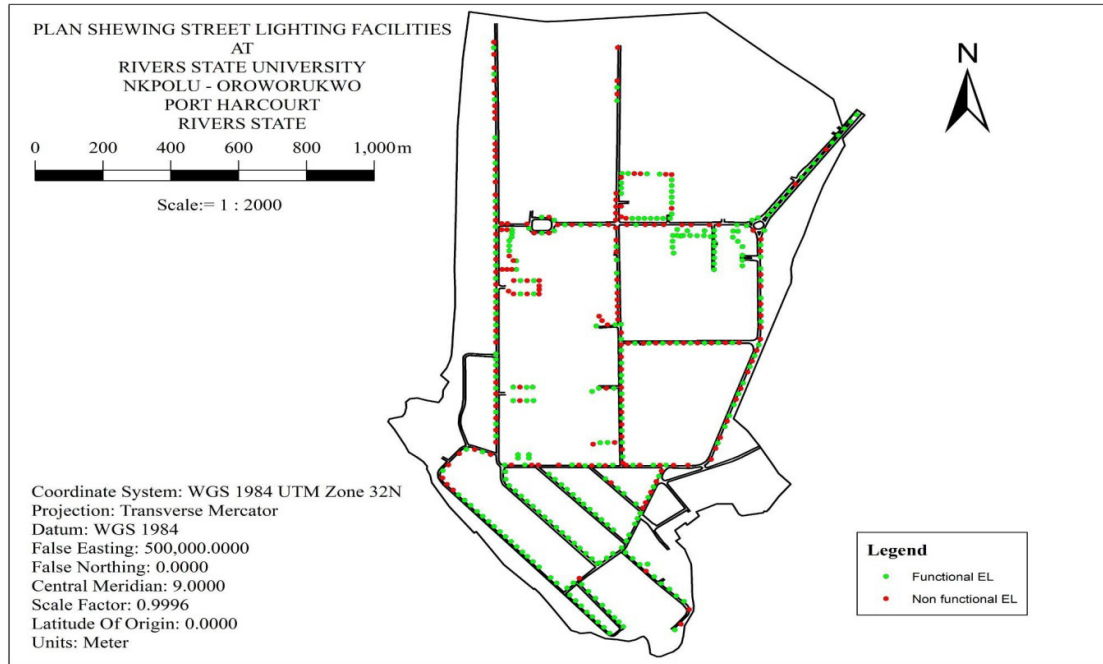 PLAN SHEWING STREET LIGHTING FACILITIES
AT
RIVERS STATE UNIVERSITY
NKPOLU - OROWORUKWO
PORT HARCOURT
RIVERS STATE
0 200 400 600 800 1,000m
Scale:= 1 : 2000
N
Coordinate System: WGS 1984 UTM Zone 32N
Projection: Transverse Mercator
Datum: WGS 1984
False Easting: 500,000.0000
False Northing: 0.0000
Central Meridian: 9.0000
Scale Factor: 0.9996
Latitude Of Origin: 0.0000
Units: Meter
Legend
Functional EL
Non functional EL